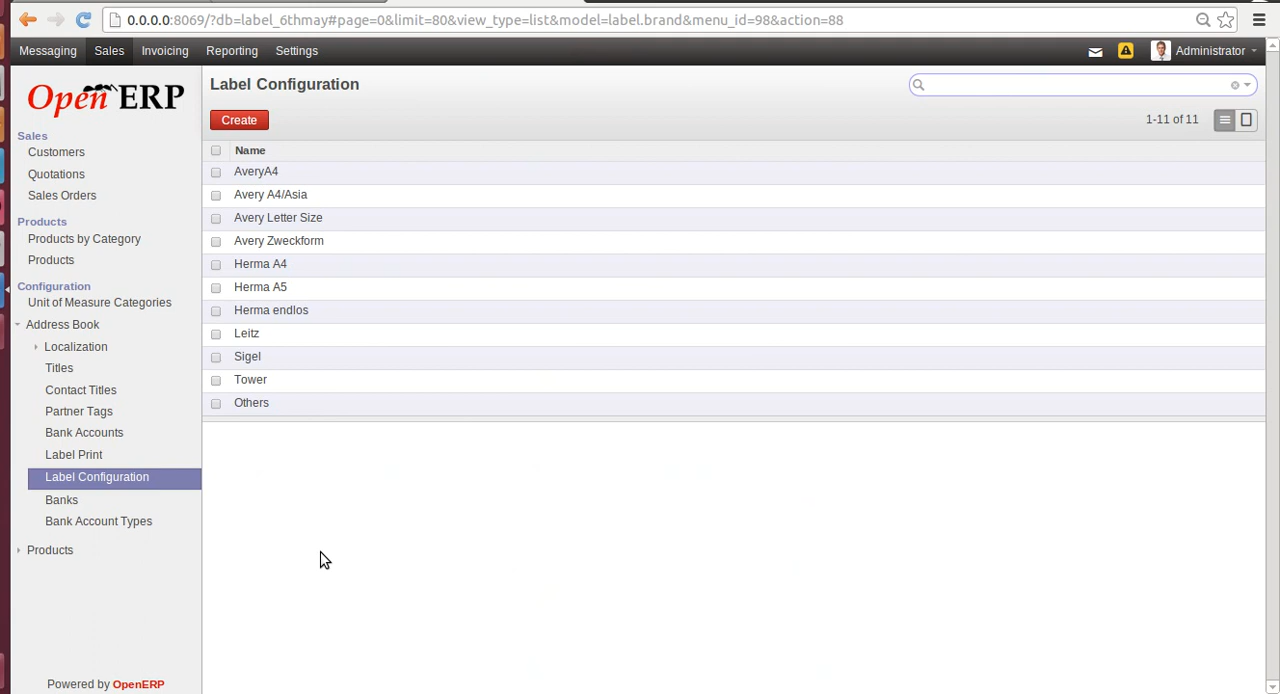 0.0.0.0:8069/?db=label_6thmay#page=0&limit=80&view_type=list&model=label.brand&menu_id=98&action=88
Messaging Sales Invoicing Reporting Settings Administrator
Open ERP
Label Configuration
Create 1-11 of 11
Sales
Customers
Quotations
Sales Orders
Products
Products by Category
Products
Configuration
Unit of Measure Categories
Address Book
Localization
Titles
Contact Titles
Partner Tags
Bank Accounts
Label Print
Label Configuration
Banks
Bank Account Types
Products
Powered by OpenERP
Name
AveryA4
Avery A4/Asia
Avery Letter Size
Avery Zweckform
Herma A4
Herma A5
Herma endlos
Leitz
Sigel
Tower
Others